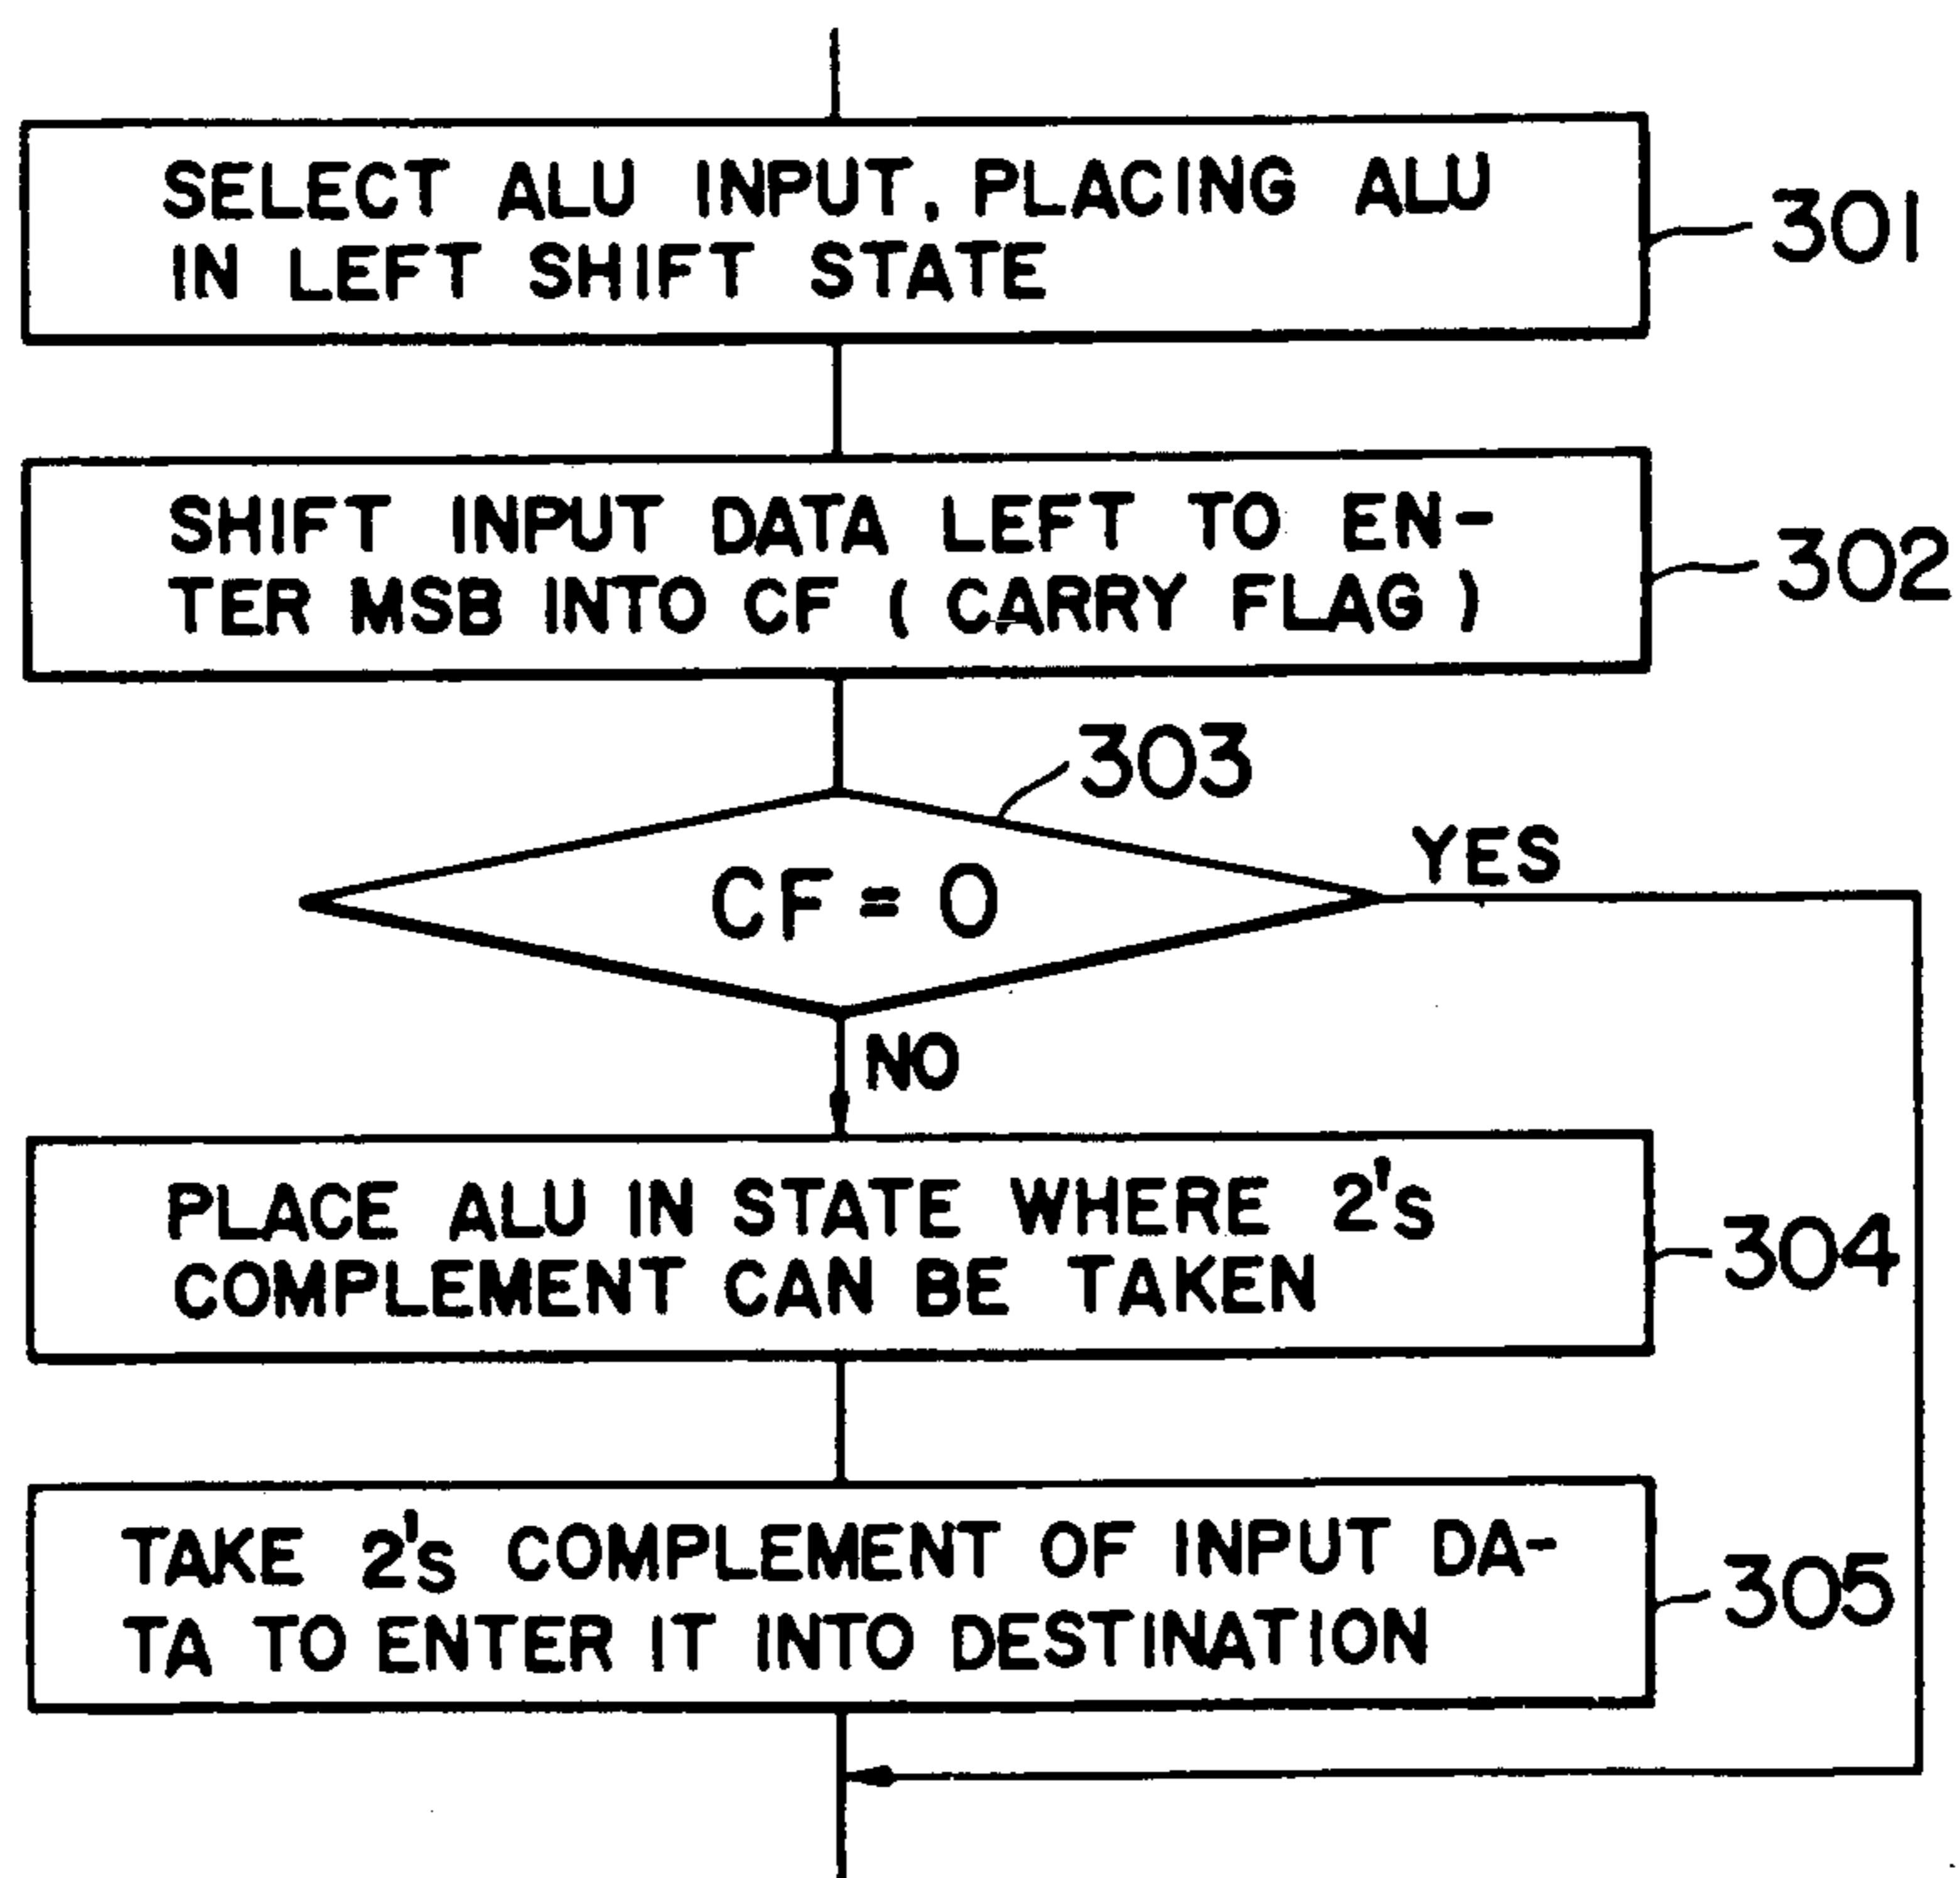 SELECT ALU INPUT, PLACING ALU
IN LEFT SHIFT STATE
301
SHIFT INPUT DATA LEFT TO EN-
TER MSB INTO CF ( CARRY FLAG )
302
303
CF = 0
YES
NO
PLACE ALU IN STATE WHERE 2's
COMPLEMENT CAN BE TAKEN
304
TAKE 2's COMPLEMENT OF INPUT DA-
TA TO ENTER IT INTO DESTINATION
305